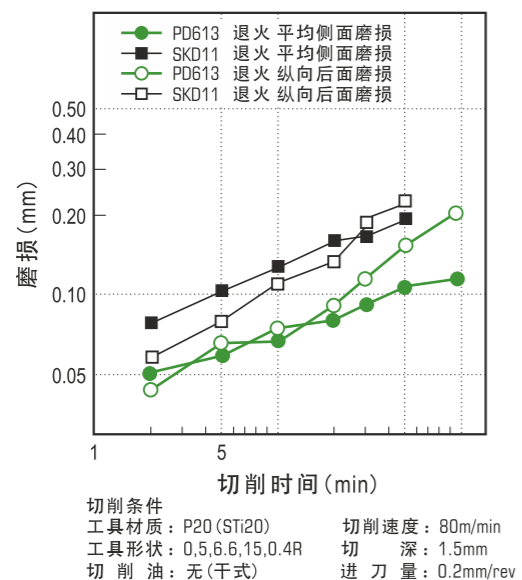 PD613 退火 平均侧面磨损
SKD11 退火 平均侧面磨损
PD613 退火 纵向后面磨损
SKD11 退火 纵向后面磨损
0.50
0.40
0.30
0.20
0.10
0.05
磨损(mm)
1 5
切削时间(min)
切削条件
工具材质：P20(STi20) 切削速度：80m/min
工具形状：0,5,6.6,15,0.4R 切 深：1.5mm
切 削 油：无(干式) 进 刀 量：0.2mm/rev